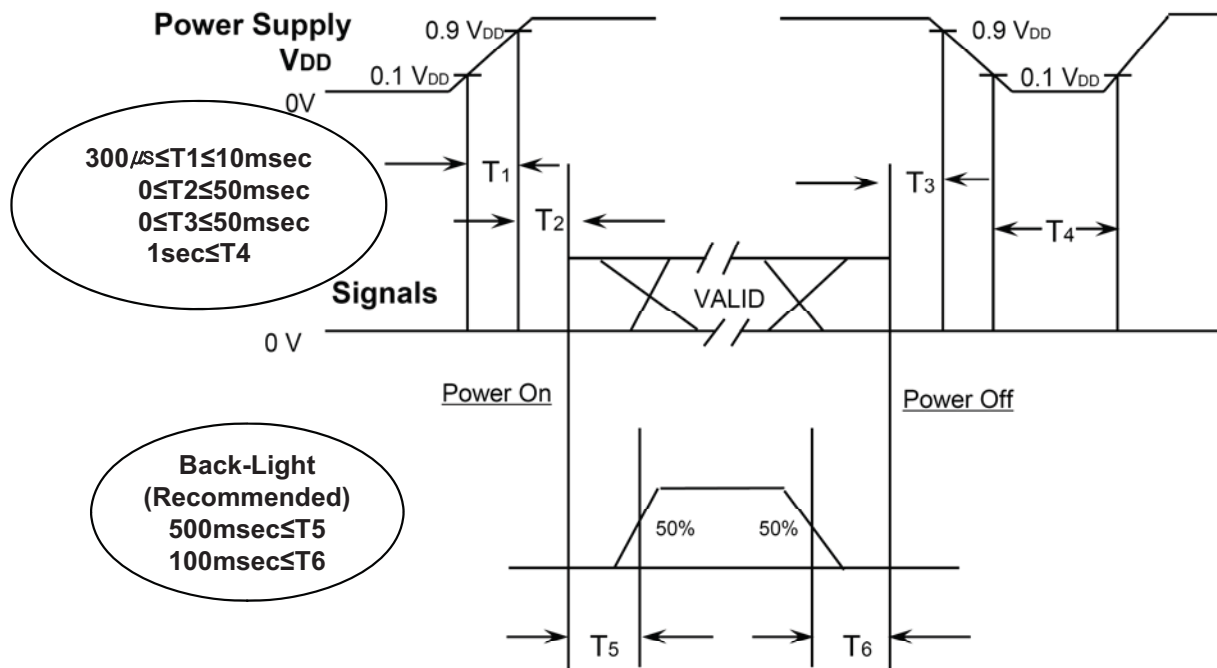 Power Supply
VDD
0.9 VDD
0.1 VDD
0V
0.9 VDD
0.1 VDD
300㎲≤T1≤10msec
0≤T2≤50msec
0≤T3≤50msec
1sec≤T4
T1
T2
T3
T4
Signals
VALID
0 V
Power On
Power Off
Back-Light
(Recommended)
500msec≤T5
100msec≤T6
50%
50%
T5
T6